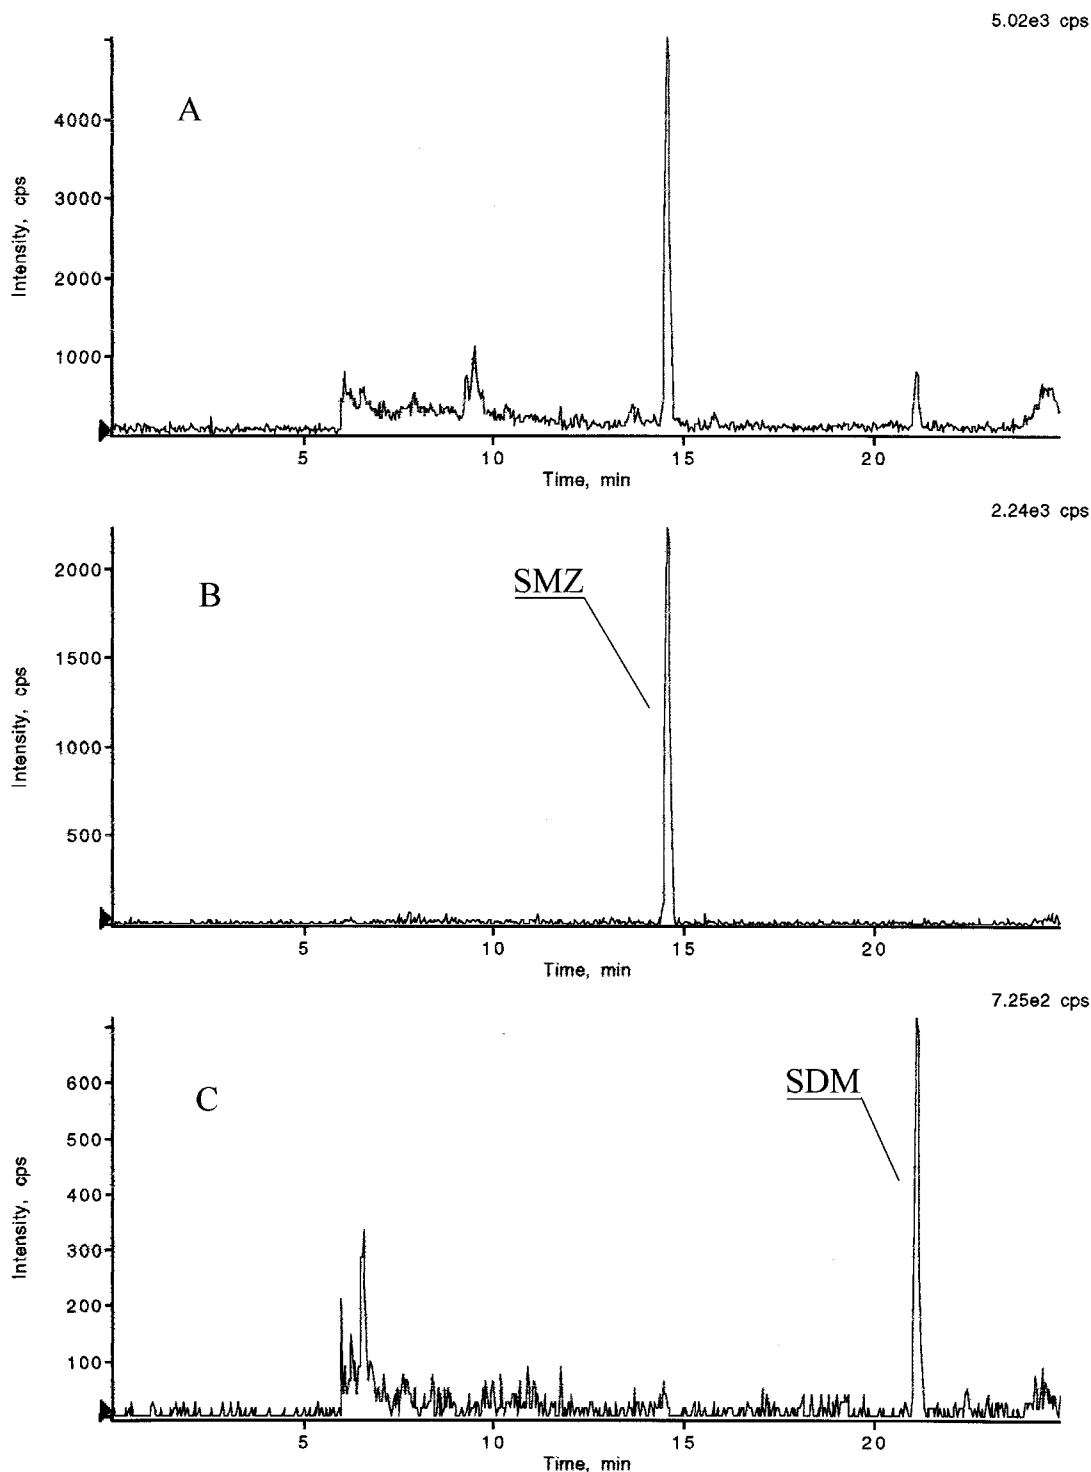 5.02e3 cps
A
Intensity, cps
4000
3000
2000
1000
5 10 15 20
Time, min
2.24e3 cps
B
SMZ
Intensity, cps
2000
1500
1000
500
5 10 15 20
Time, min
7.25e2 cps
C
SDM
Intensity, cps
600
500
400
300
200
100
5 10 15 20
Time, min